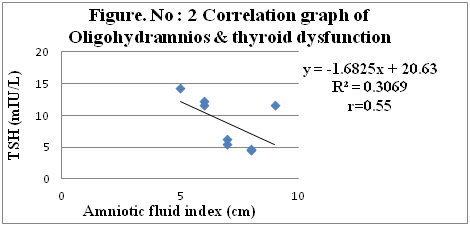 Figure. No : 2 Correlation graph of
Oligohydramnios & thyroid dysfunction
y = -1.6825x + 20.63
R² = 0.3069
r=0.55
TSH (mIU/L)
20
15
10
5
0
0 5 10
Amniotic fluid index (cm)